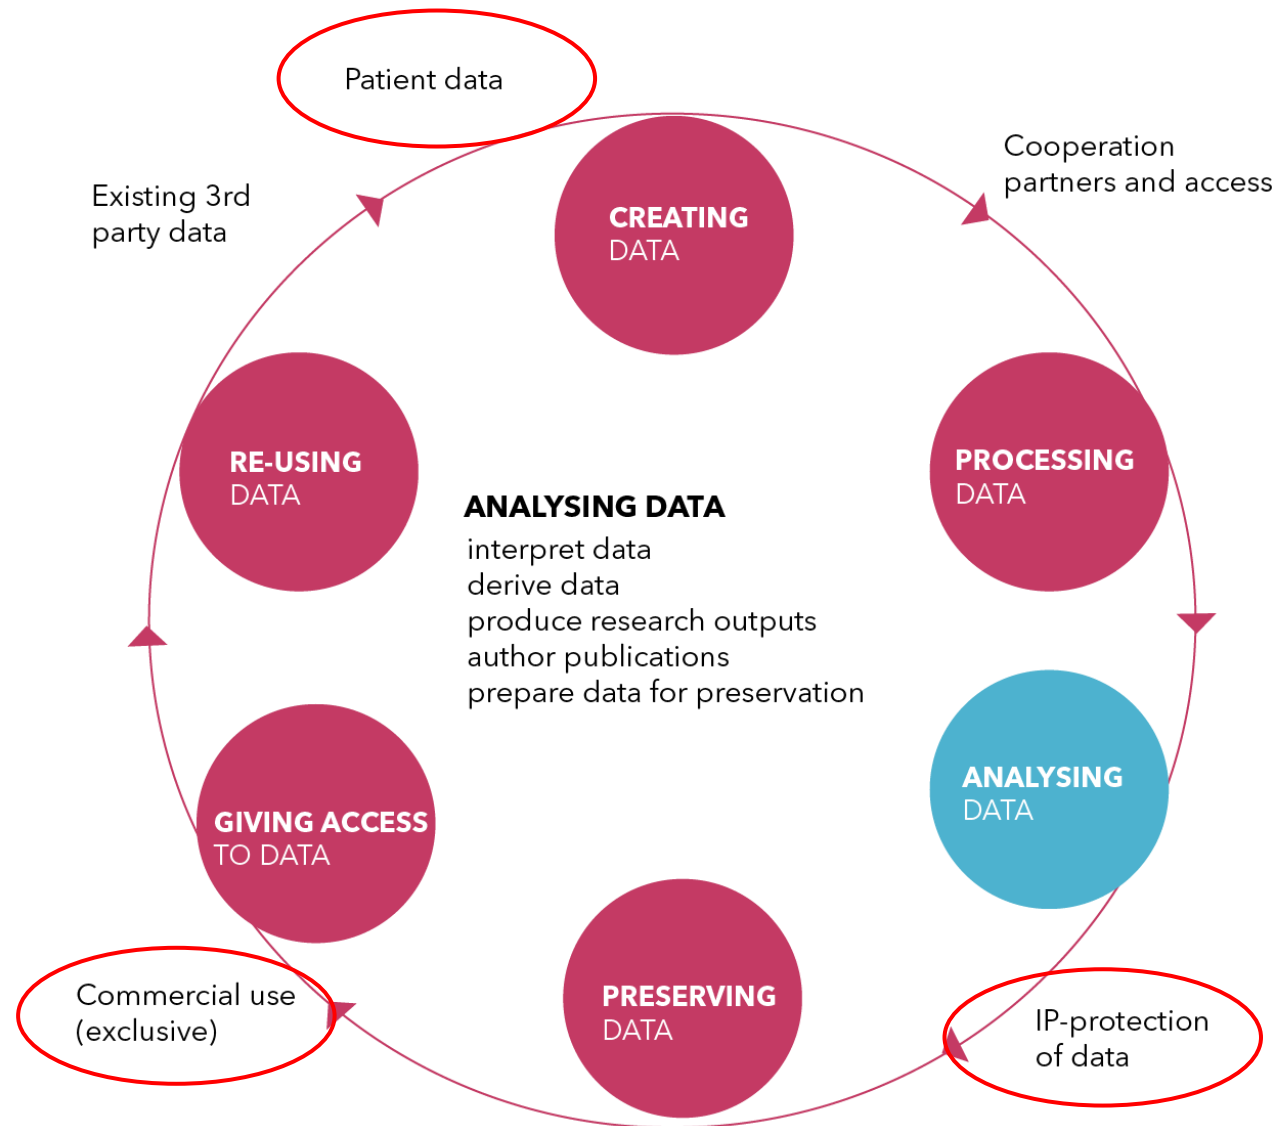 Patient data
Cooperation
partners and access
Existing 3rd
party data
CREATING
DATA
RE-USING
DATA
PROCESSING
DATA
ANALYSING DATA
interpret data
derive data
produce research outputs
author publications
prepare data for preservation
ANALYSING
DATA
GIVING ACCESS
TO DATA
Commercial use
(exclusive)
PRESERVING
DATA
IP-protection
of data